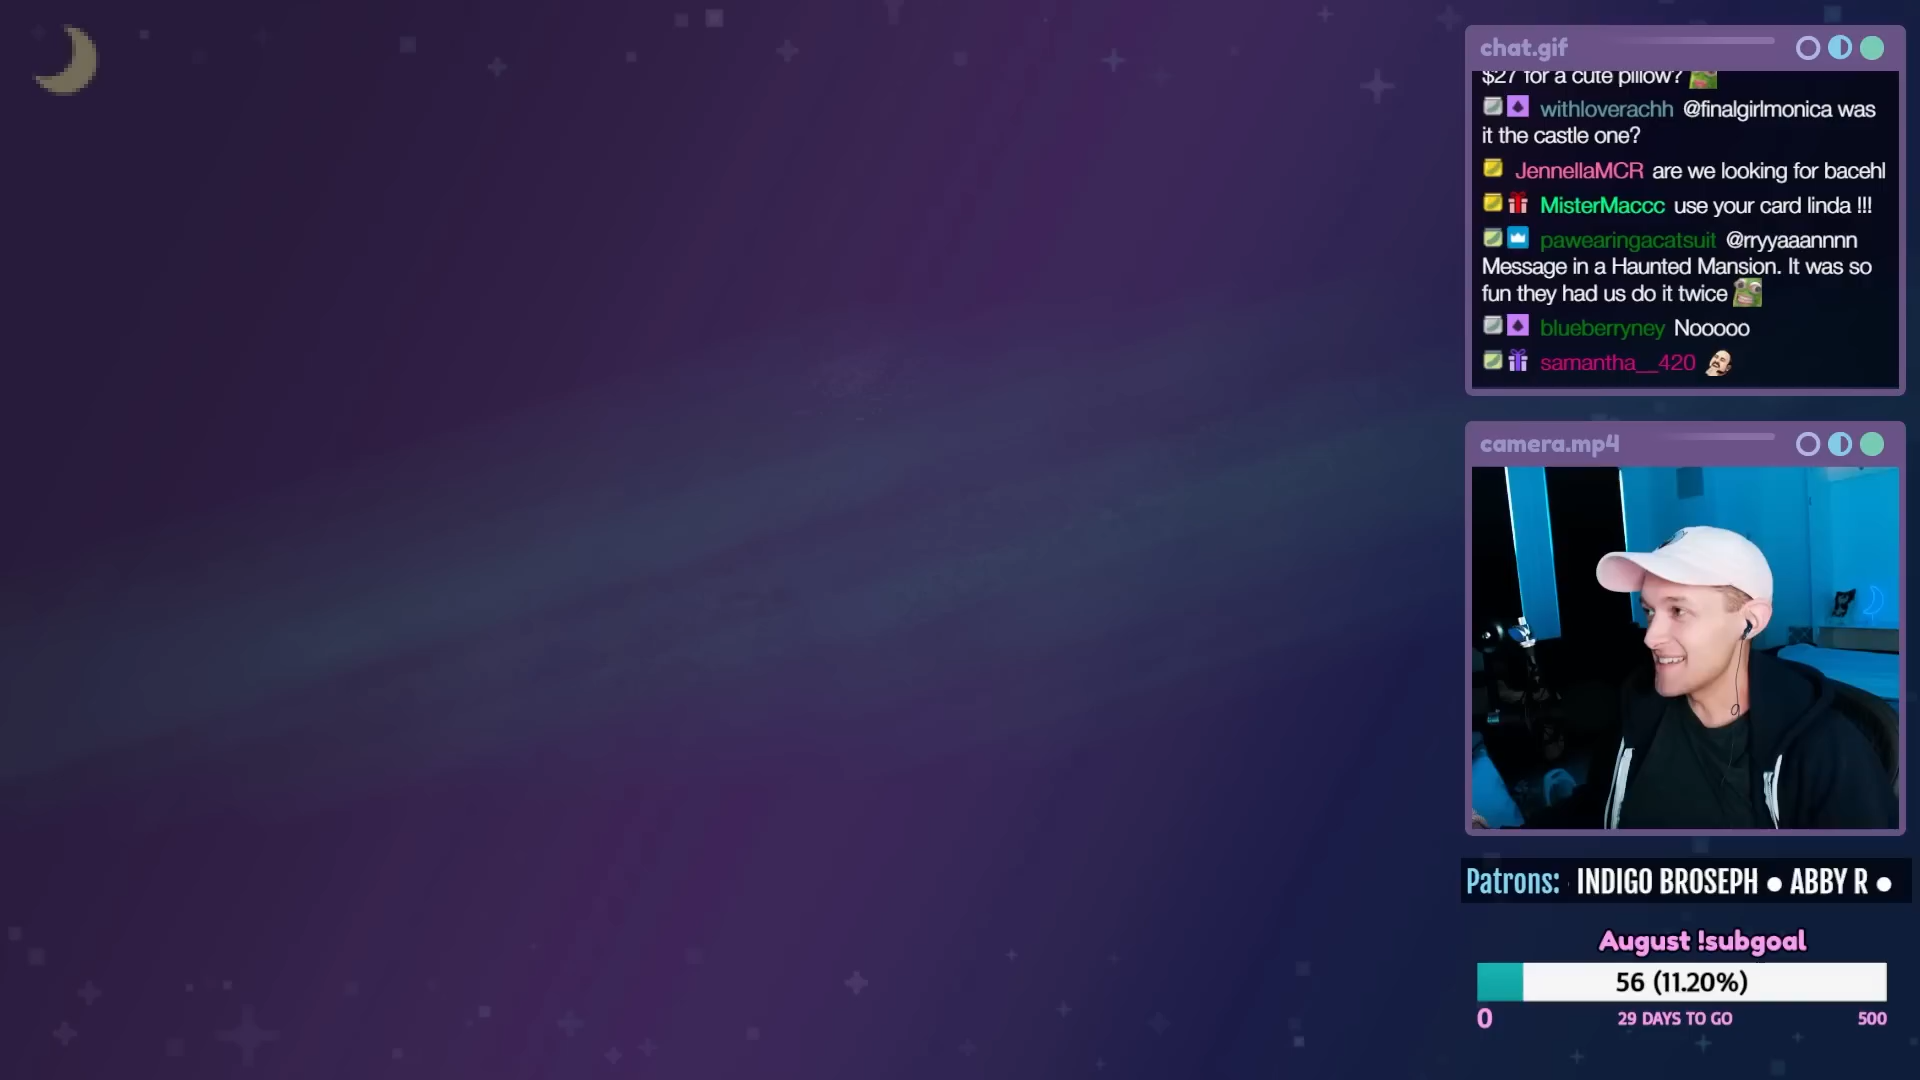 chat.gif
$27 for a cute pillow?
withloverachh @finalgirlmonica was
it the castle one?
JennellaMCR are we looking for bacehl
MisterMaccc use your card linda !!!
pawearingacatsuit @rryyaaannnn
Message in a Haunted Mansion. It was so
fun they had us do it twice
blueberryney Nooooo
samantha__420
camera.mp4
Patrons: INDIGO BROSEPH ● ABBY R ●
August !subgoal
56 (11.20%)
0 29 DAYS TO GO 500